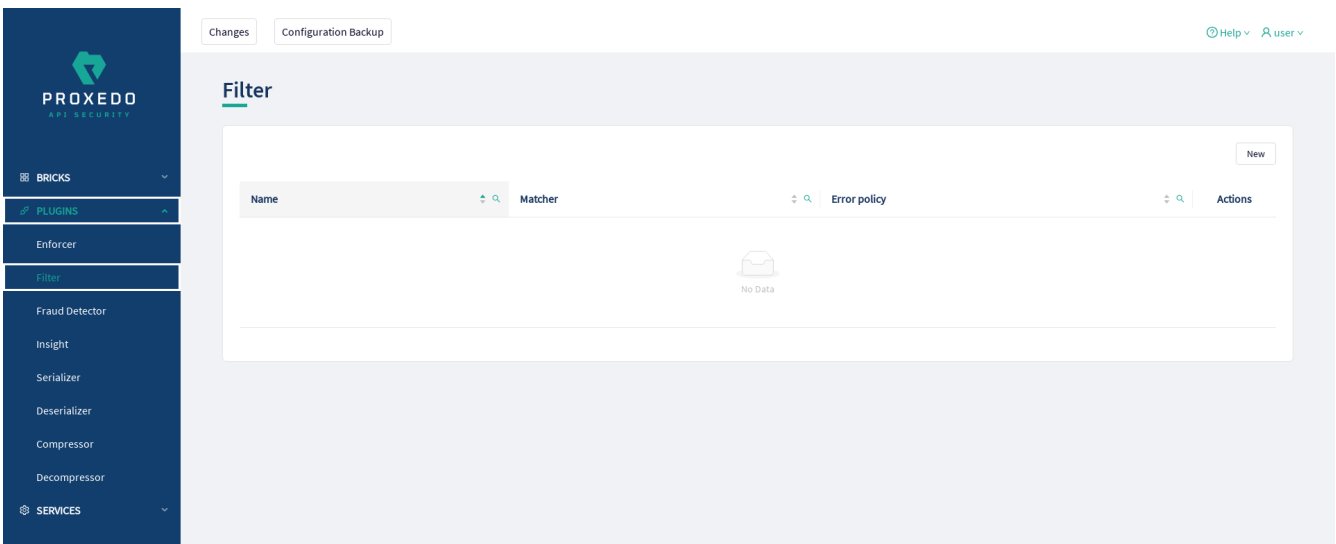 Changes Configuration Backup Help user
PROXEDO
API SECURITY
Filter
New
BRICKS
Name Matcher Error policy Actions
PLUGINS
Enforcer
Filter
No Data
Fraud Detector
Insight
Serializer
Deserializer
Compressor
Decompressor
SERVICES